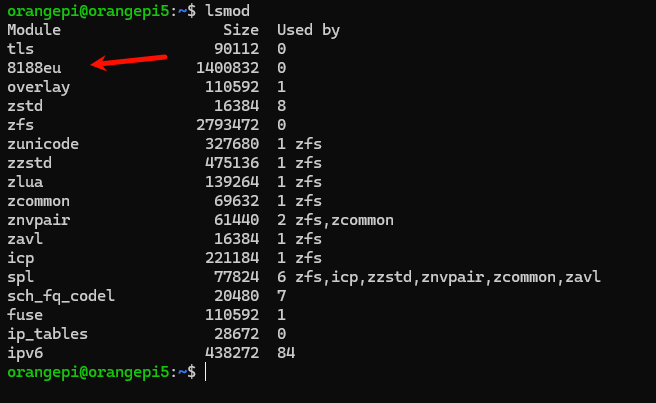 orangepi@orangepi5:~$ lsmod
Module                  Size  Used by
tls                    90112  0
8188eu               1400832  0
overlay               110592  1
zstd                   16384  8
zfs                  2793472  0
zunicode              327680  1 zfs
zzstd                 475136  1 zfs
zlua                  139264  1 zfs
zcommon                69632  1 zfs
znvpair                61440  2 zfs,zcommon
zavl                   16384  1 zfs
icp                   221184  1 zfs
spl                    77824  6 zfs,icp,zzstd,znvpair,zcommon,zavl
sch_fq_codel           20480  7
fuse                  110592  1
ip_tables              28672  0
ipv6                  438272  84
orangepi@orangepi5:~$